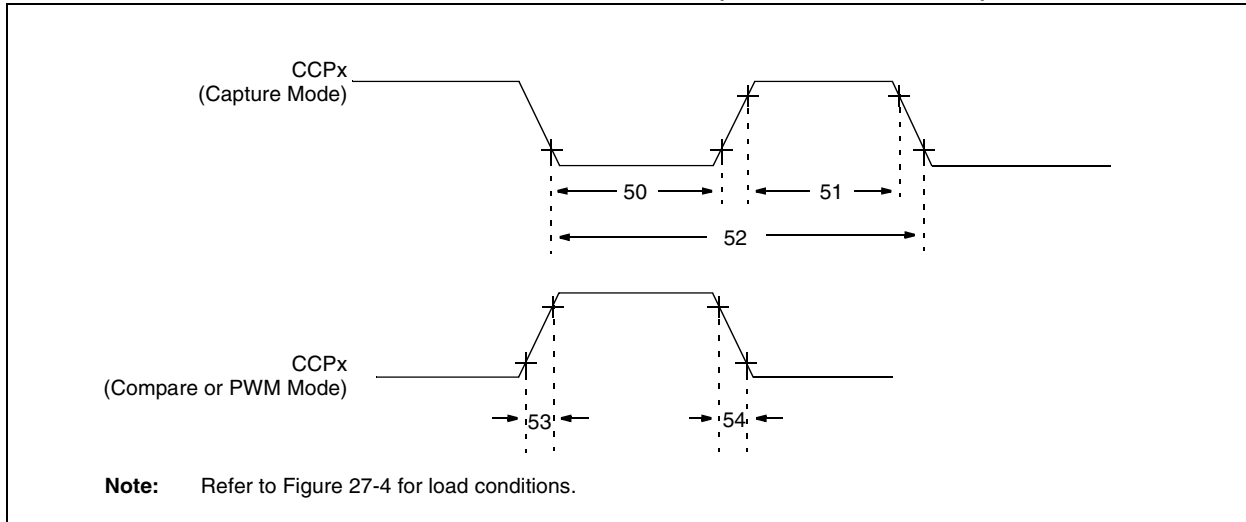 CCPx
(Capture Mode)
50
51
52
CCPx
(Compare or PWM Mode)
53
54
Note: Refer to Figure 27-4 for load conditions.